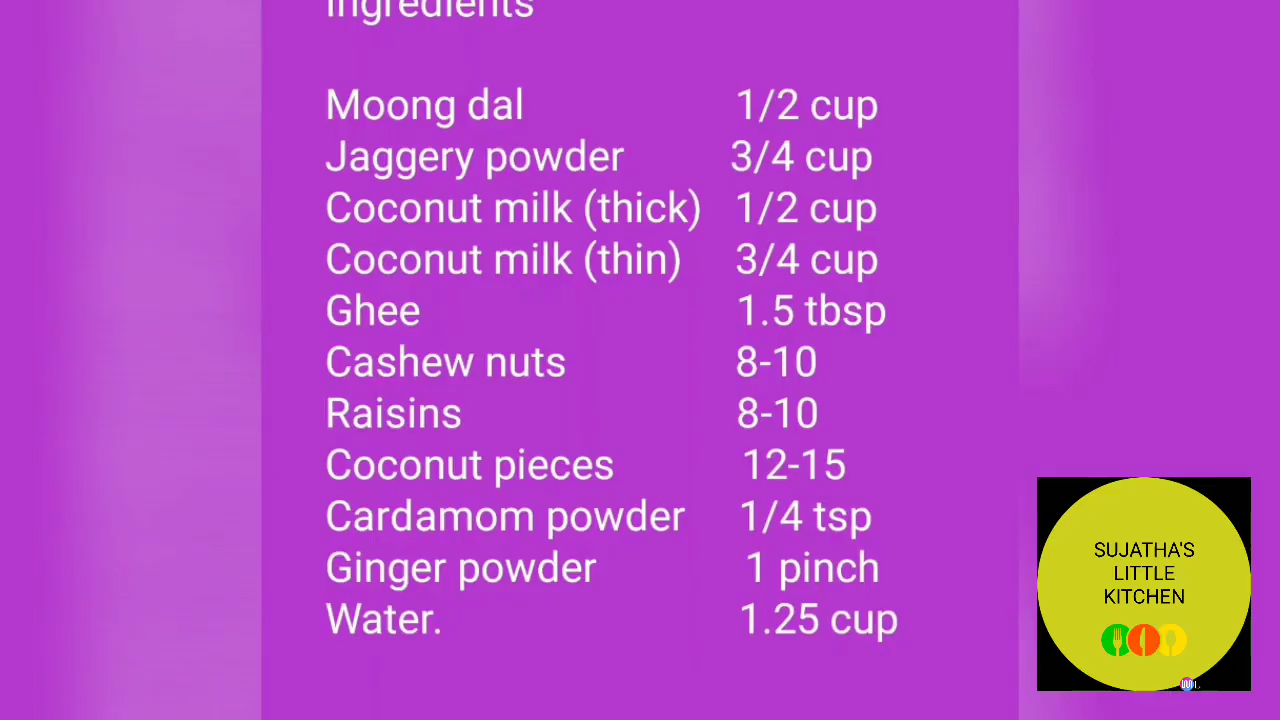 Ingredients
Moong dal 1/2 cup
Jaggery powder 3/4 cup
Coconut milk (thick) 1/2 cup
Coconut milk (thin) 3/4 cup
Ghee 1.5 tbsp
Cashew nuts 8-10
Raisins 8-10
Coconut pieces 12-15
Cardamom powder 1/4 tsp
Ginger powder 1 pinch
Water. 1.25 cup
SUJATHA'S
LITTLE
KITCHEN